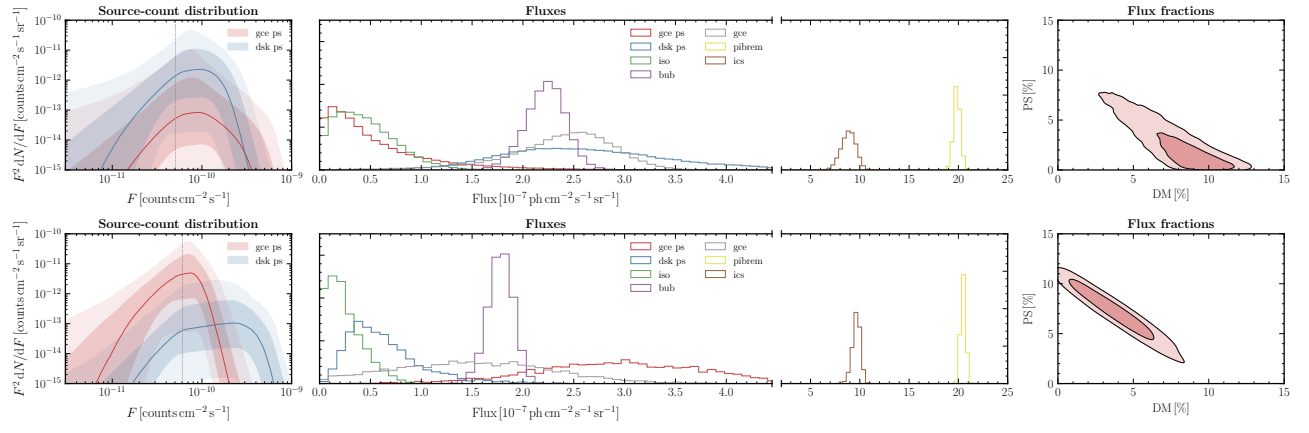 Source-count distribution
Fluxes
Flux fractions
F² dN/dF [counts cm⁻² s⁻¹ sr⁻¹]
10⁻¹⁰
10⁻¹¹
10⁻¹²
10⁻¹³
10⁻¹⁴
10⁻¹⁵
gce ps
dsk ps
10⁻¹¹
10⁻¹⁰
10⁻⁹
F [counts cm⁻² s⁻¹]
gce ps
dsk ps
iso
bub
gce
pibrem
ics
0.0 0.5 1.0 1.5 2.0 2.5 3.0 3.5 4.0
5 10 15 20 25
Flux [10⁻⁷ ph cm⁻² s⁻¹ sr⁻¹]
PS [%]
15
10
5
0
0 5 10 15
DM [%]
Source-count distribution
Fluxes
Flux fractions
F² dN/dF [counts cm⁻² s⁻¹ sr⁻¹]
10⁻¹⁰
10⁻¹¹
10⁻¹²
10⁻¹³
10⁻¹⁴
10⁻¹⁵
gce ps
dsk ps
10⁻¹¹
10⁻¹⁰
10⁻⁹
F [counts cm⁻² s⁻¹]
gce ps
dsk ps
iso
bub
gce
pibrem
ics
0.0 0.5 1.0 1.5 2.0 2.5 3.0 3.5 4.0
5 10 15 20 25
Flux [10⁻⁷ ph cm⁻² s⁻¹ sr⁻¹]
PS [%]
15
10
5
0
0 5 10 15
DM [%]